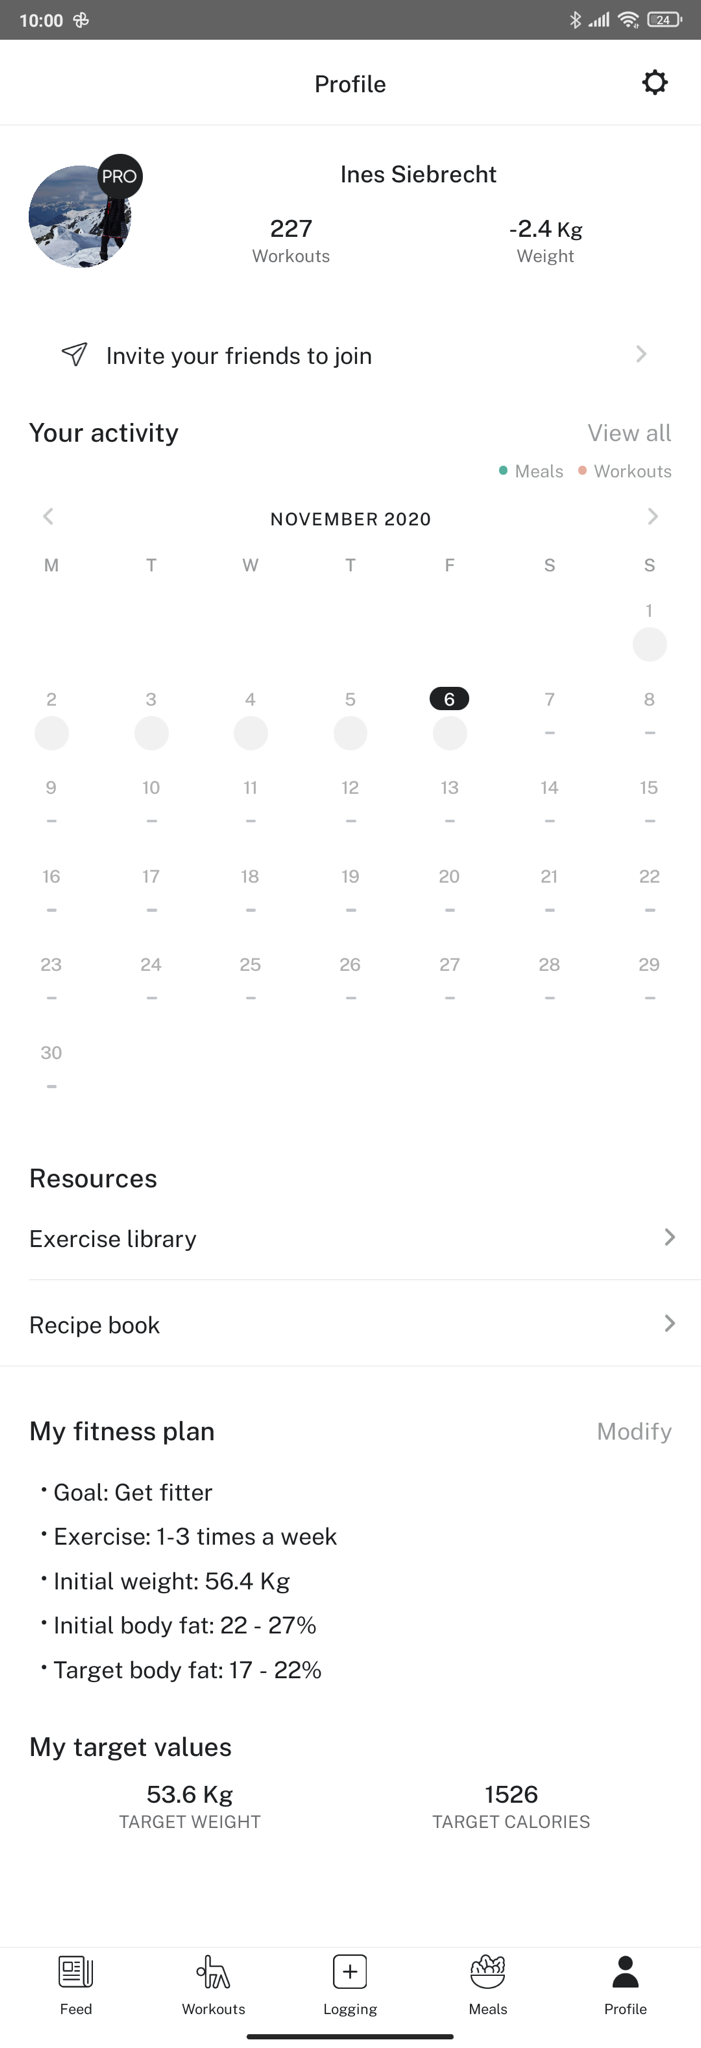 10:00 24
Profile
PRO
Ines Siebrecht
227 -2.4 Kg
Workouts Weight
Invite your friends to join
Your activity View all
Meals Workouts
NOVEMBER 2020
M T W T F S S
1
2 3 4 5 6 7 8
- -
9 10 11 12 13 14 15
- - - - - - -
16 17 18 19 20 21 22
- - - - - - -
23 24 25 26 27 28 29
- - - - - - -
30
-
Resources
Exercise library
Recipe book
My fitness plan Modify
• Goal: Get fitter
• Exercise: 1-3 times a week
• Initial weight: 56.4 Kg
• Initial body fat: 22 - 27%
• Target body fat: 17 - 22%
My target values
53.6 Kg 1526
TARGET WEIGHT TARGET CALORIES
Feed Workouts Logging Meals Profile